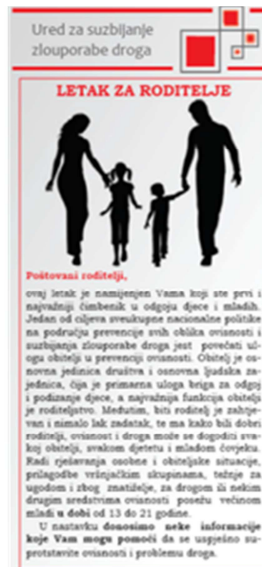 Ured za suzbijanje
zlouporabe droga
LETAK ZA RODITELJE
Poštovani roditelji,
ovaj letak je namijenjen Vama koji ste prvi i
najvažniji čimbenik u odgoju djece i mladih.
Jedan od ciljeva sveukupne nacionalne politike
na području prevencije svih oblika ovisnosti i
suzbijanja zlouporabe droga jest povećati ul-
ogu obitelji u prevenciji ovisnosti. Obitelj je os-
novna jedinica društva i osnovna ljudska za-
jednica, čija je primarna uloga briga za odgoj
i podizanje djece, a najvažnija funkcija obitelji
je roditeljstvo. Međutim, biti roditelj je zahtje-
van i nimalo lak zadatak, te ma kako bili dobri
roditelji, ovisnost i droga može se dogoditi sva-
koj obitelji, svakom djetetu i mladom čovjeku.
Radi rješavanja osobne i obiteljske situacije,
prilagodbe vršnjačkim skupinama, težnje za
ugodom i zbog znatiželje, za drogom ili nekim
drugim sredstvima ovisnosti posežu većinom
mladi u dobi od 13 do 21 godine.
U nastavku donosimo neke informacije
koje Vam mogu pomoći da se uspješno su-
protstavite ovisnosti i problemu droga.